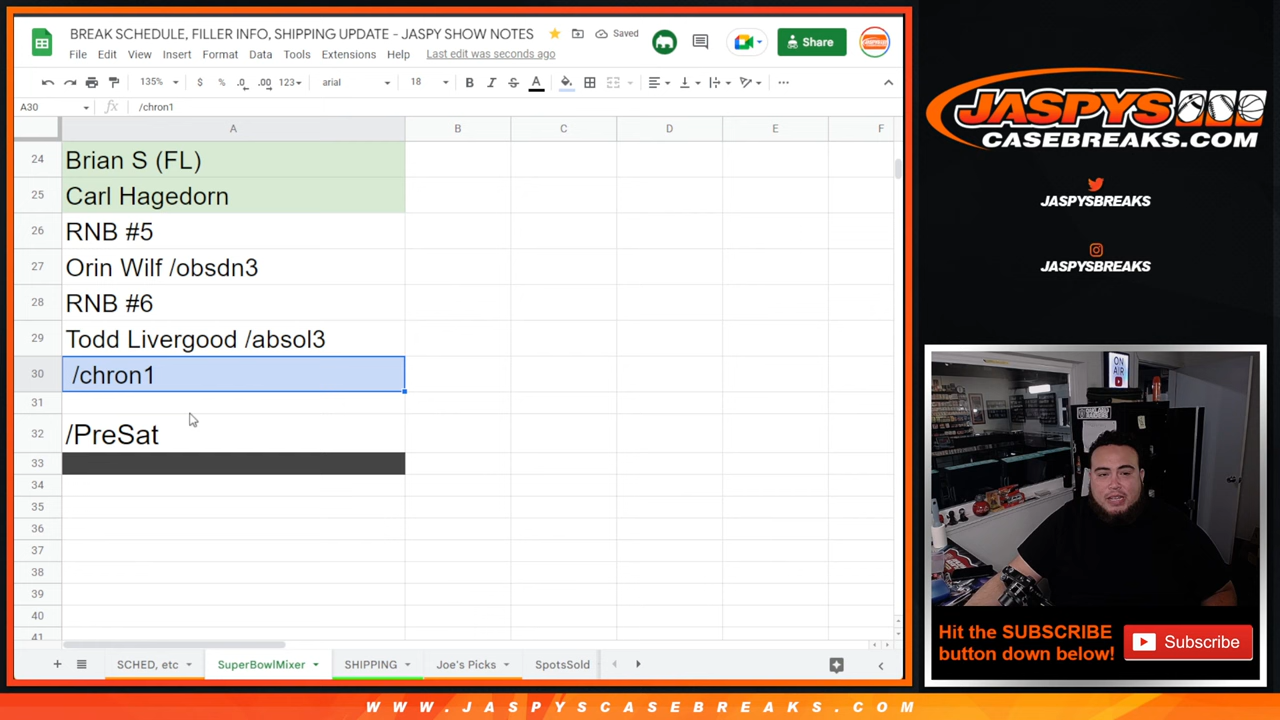 BREAK SCHEDULE, FILLER INFO, SHIPPING UPDATE - JASPY SHOW NOTES
Saved
File Edit View Insert Format Data Tools Extensions Help Last edit was seconds ago
Share
135% $ % .0 .00 123 arial 18 B I S A
A30 fx /chron1
A B C D E F
24 Brian S (FL)
25 Carl Hagedorn
26 RNB #5
27 Orin Wilf /obsdn3
28 RNB #6
29 Todd Livergood /absol3
30 /chron1
31
32 /PreSat
33
34
35
36
37
38
39
40
41
SCHED, etc SuperBowlMixer SHIPPING Joe's Picks SpotsSold
JASPYS
CASEBREAKS.COM
JASPYSBREAKS
JASPYSBREAKS
ON
AIR
Hit the SUBSCRIBE
button down below!
Subscribe
WWW.JASPYSCASEBREAKS.COM